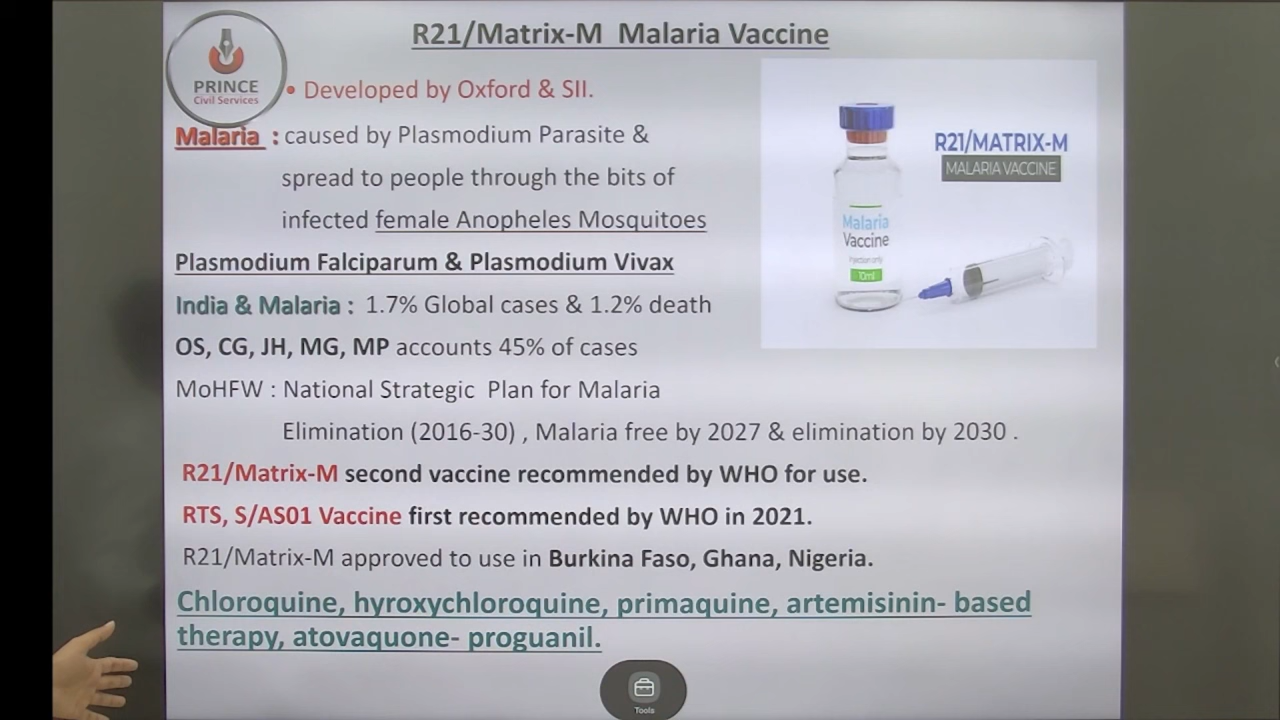 R21/Matrix-M Malaria Vaccine
PRINCE
Civil Services
• Developed by Oxford & SII.
Malaria : caused by Plasmodium Parasite &
spread to people through the bits of
infected female Anopheles Mosquitoes
Plasmodium Falciparum & Plasmodium Vivax
India & Malaria : 1.7% Global cases & 1.2% death
OS, CG, JH, MG, MP accounts 45% of cases
MoHFW : National Strategic Plan for Malaria
Elimination (2016-30) , Malaria free by 2027 & elimination by 2030 .
R21/Matrix-M second vaccine recommended by WHO for use.
RTS, S/AS01 Vaccine first recommended by WHO in 2021.
R21/Matrix-M approved to use in Burkina Faso, Ghana, Nigeria.
Chloroquine, hyroxychloroquine, primaquine, artemisinin- based
therapy, atovaquone- proguanil.
R21/MATRIX-M
MALARIA VACCINE
Malaria
Vaccine
Injection only
10ml
Tools